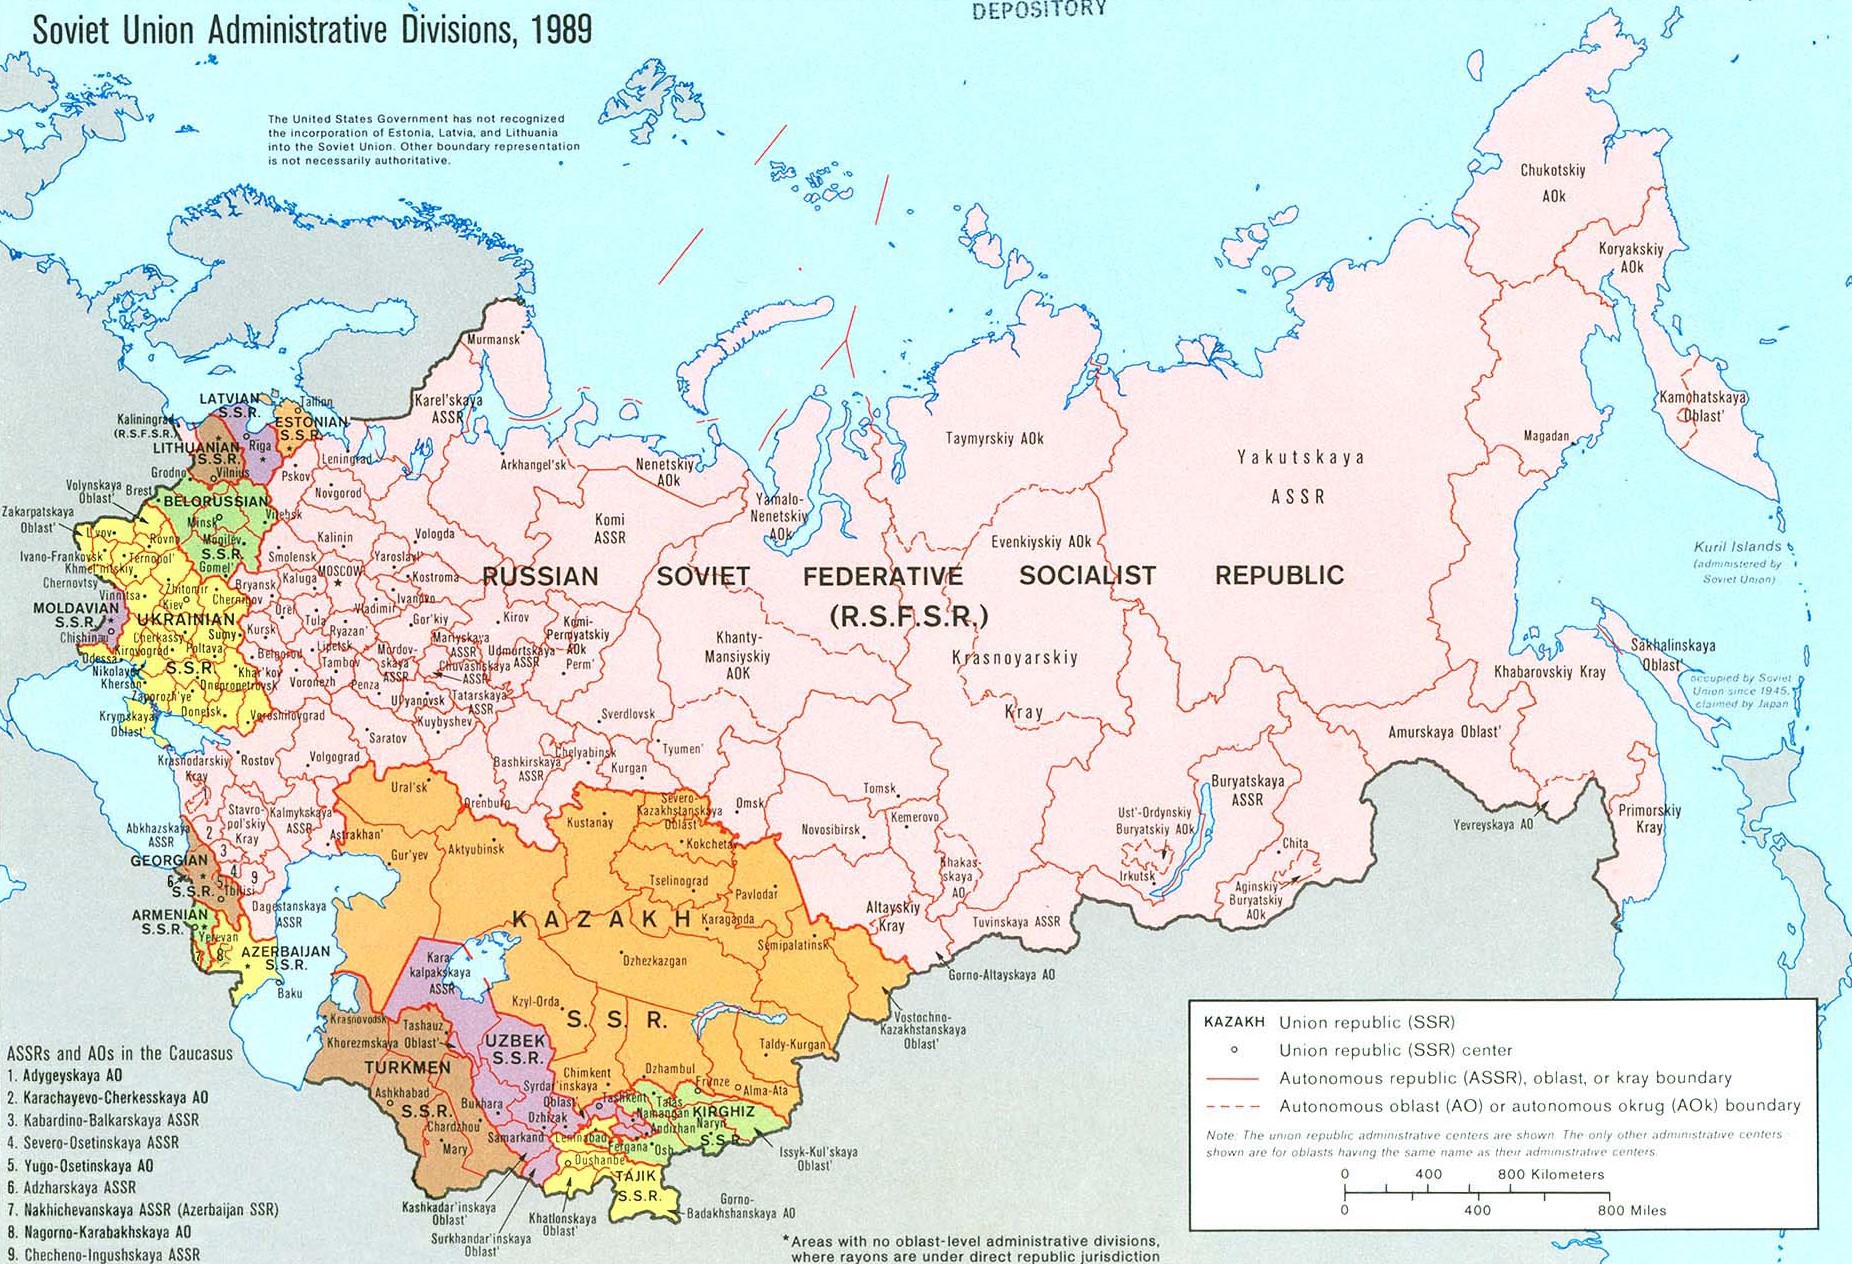 Soviet Union Administrative Divisions, 1989
DEPOSITORY
The United States Government has not recognized
the incorporation of Estonia, Latvia, and Lithuania
into the Soviet Union. Other boundary representation
is not necessarily authoritative.
Chukotskiy
AOk
Koryakskiy
AOk
Murmansk
Karel'skaya
ASSR
Kamchatskaya
Oblast'
LATVIAN
S.S.R.
Tallin
ESTONIAN
S.S.R.
Kaliningrad
(R.S.F.S.R.)
Riga
LITHUANIAN
S.S.R.
Vilnius
Grodno
Leningrad
Pskov
Novgorod
Arkhangel'sk
Nenetskiy
AOk
Taymyrskiy AOk
Yakutskaya
ASSR
Magadan
Volynskaya
Oblast'
Brest
BELORUSSIAN
S.S.R.
Minsk
Vitebsk
Mogilev
Gomel'
Zakarpatskaya
Oblast'
L'vov
Rovno
Ivano-Frankovsk
Ternopol'
Khmel'nitskiy
Chernovtsy
Vinnitsa
Zhitomir
Kiev
Chernigov
MOLDAVIAN
S.S.R.
Chishinau
UKRAINIAN
S.S.R.
Cherkassy
Sumy
Kirovograd
Poltava
Odessa
Nikolayev
Kherson
Khar'kov
Dnepropetrovsk
Zaporozh'ye
Donetsk
Voroshilovgrad
Krymskaya
Oblast'
Komi
ASSR
Yamalo-
Nenetskiy
AOk
Evenkiyskiy AOk
Kalinin
Vologda
Smolensk
Yaroslavl'
MOSCOW
Kostroma
Kaluga
Bryansk
Ivanovo
Vladimir
Orel
Tula
Gor'kiy
Kirov
Kursk
Ryazan'
Lipetsk
Mariyskaya
ASSR
Komi-
Permyatskiy
AOk
Udmurtskaya
ASSR
Perm'
Belgorod
Tambov
Mordov-
skaya
ASSR
Chuvashskaya
ASSR
Voronezh
Penza
Ul'yanovsk
Tatarskaya
ASSR
Kuybyshev
Saratov
Sverdlovsk
RUSSIAN SOVIET FEDERATIVE SOCIALIST REPUBLIC
(R.S.F.S.R.)
Khanty-
Mansiyskiy
AOK
Krasnoyarskiy
Kray
Kuril Islands
(administered by
Soviet Union)
Sakhalinskaya
Oblast'
Khabarovskiy Kray
occupied by Soviet
Union since 1945,
claimed by Japan
Amurskaya Oblast'
Krasnodarskiy
Kray
Rostov
Volgograd
Bashkirskaya
ASSR
Chelyabinsk
Kurgan
Tyumen'
Orenburg
Omsk
Tomsk
Novosibirsk
Kemerovo
Ust'-Ordynskiy
Buryatskiy AOk
Irkutsk
Buryatskaya
ASSR
Chita
Aginskiy
Buryatskiy
AOk
Yevreyskaya AO
Primorskiy
Kray
Khakas-
skaya
AO
Altayskiy
Kray
Tuvinskaya ASSR
Gorno-Altayskaya AO
Stavro-
pol'skiy
Kray
Kalmykskaya
ASSR
Astrakhan'
1
2
3
4
5
6
7
8
9
Abkhazskaya
ASSR
GEORGIAN
S.S.R.
Tbilisi
Dagestanskaya
ASSR
ARMENIAN
S.S.R.
Yerevan
AZERBAIJAN
S.S.R.
Baku
Ural'sk
Gur'yev
Aktyubinsk
Kustanay
Severo-
Kazakhstanskaya
Oblast'
Kokchetav
Tselinograd
Pavlodar
KAZAKH
S. S. R.
Karaganda
Semipalatinsk
Dzhezkazgan
Kzyl-Orda
Vostochno-
Kazakhstanskaya
Oblast'
Taldy-Kurgan
Dzhambul
Chimkent
Alma-Ata
Kara
kalpakskaya
ASSR
UZBEK
S.S.R.
Krasnovodsk
Tashauz
Khorezmskaya Oblast'
TURKMEN
S.S.R.
Ashkhabad
Chardzhou
Mary
Bukhara
Syrdar'inskaya
Oblast'
Dzhizak
Samarkand
Tashkent
Namangan
Andizhan
Fergana
Frunze
Talas
KIRGHIZ
S.S.R.
Naryn
Osh
Issyk-Kul'skaya
Oblast'
Leninabad
Dushanbe
TAJIK
S.S.R.
Kashkadar'inskaya
Oblast'
Surkhandar'inskaya
Oblast'
Khatlonskaya
Oblast'
Gorno-
Badakhshanskaya AO
ASSRs and AOs in the Caucasus
1. Adygeyskaya AO
2. Karachayevo-Cherkesskaya AO
3. Kabardino-Balkarskaya ASSR
4. Severo-Osetinskaya ASSR
5. Yugo-Osetinskaya AO
6. Adzharskaya ASSR
7. Nakhichevanskaya ASSR (Azerbaijan SSR)
8. Nagorno-Karabakhskaya AO
9. Checheno-Ingushskaya ASSR
*Areas with no oblast-level administrative divisions,
where rayons are under direct republic jurisdiction
KAZAKH Union republic (SSR)
Union republic (SSR) center
Autonomous republic (ASSR), oblast, or kray boundary
Autonomous oblast (AO) or autonomous okrug (AOk) boundary
Note: The union republic administrative centers are shown. The only other administrative centers
shown are for oblasts having the same name as their administrative centers.
0 400 800 Kilometers
0 400 800 Miles